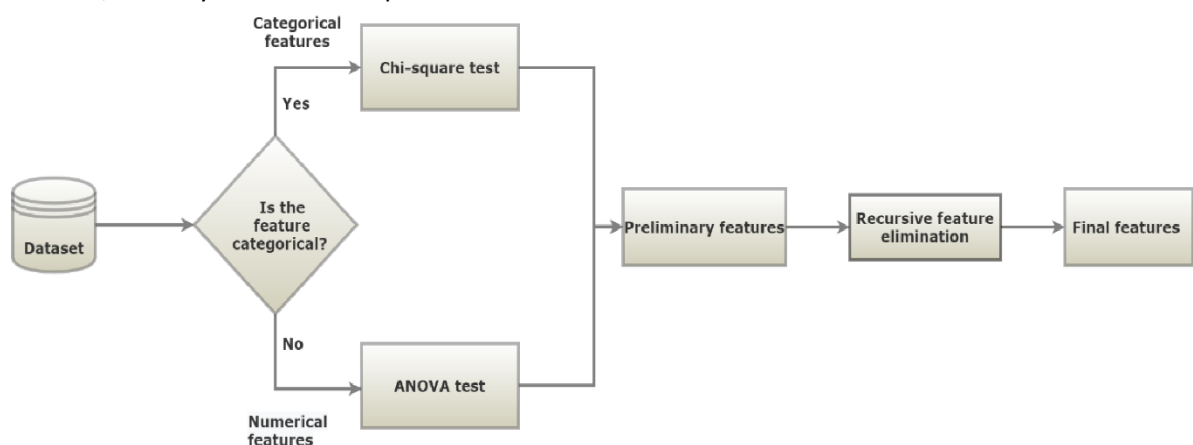 Categorical
features
Chi-square test
Yes
Dataset
Is the
feature
categorical?
Preliminary features
Recursive feature
elimination
Final features
No
ANOVA test
Numerical
features